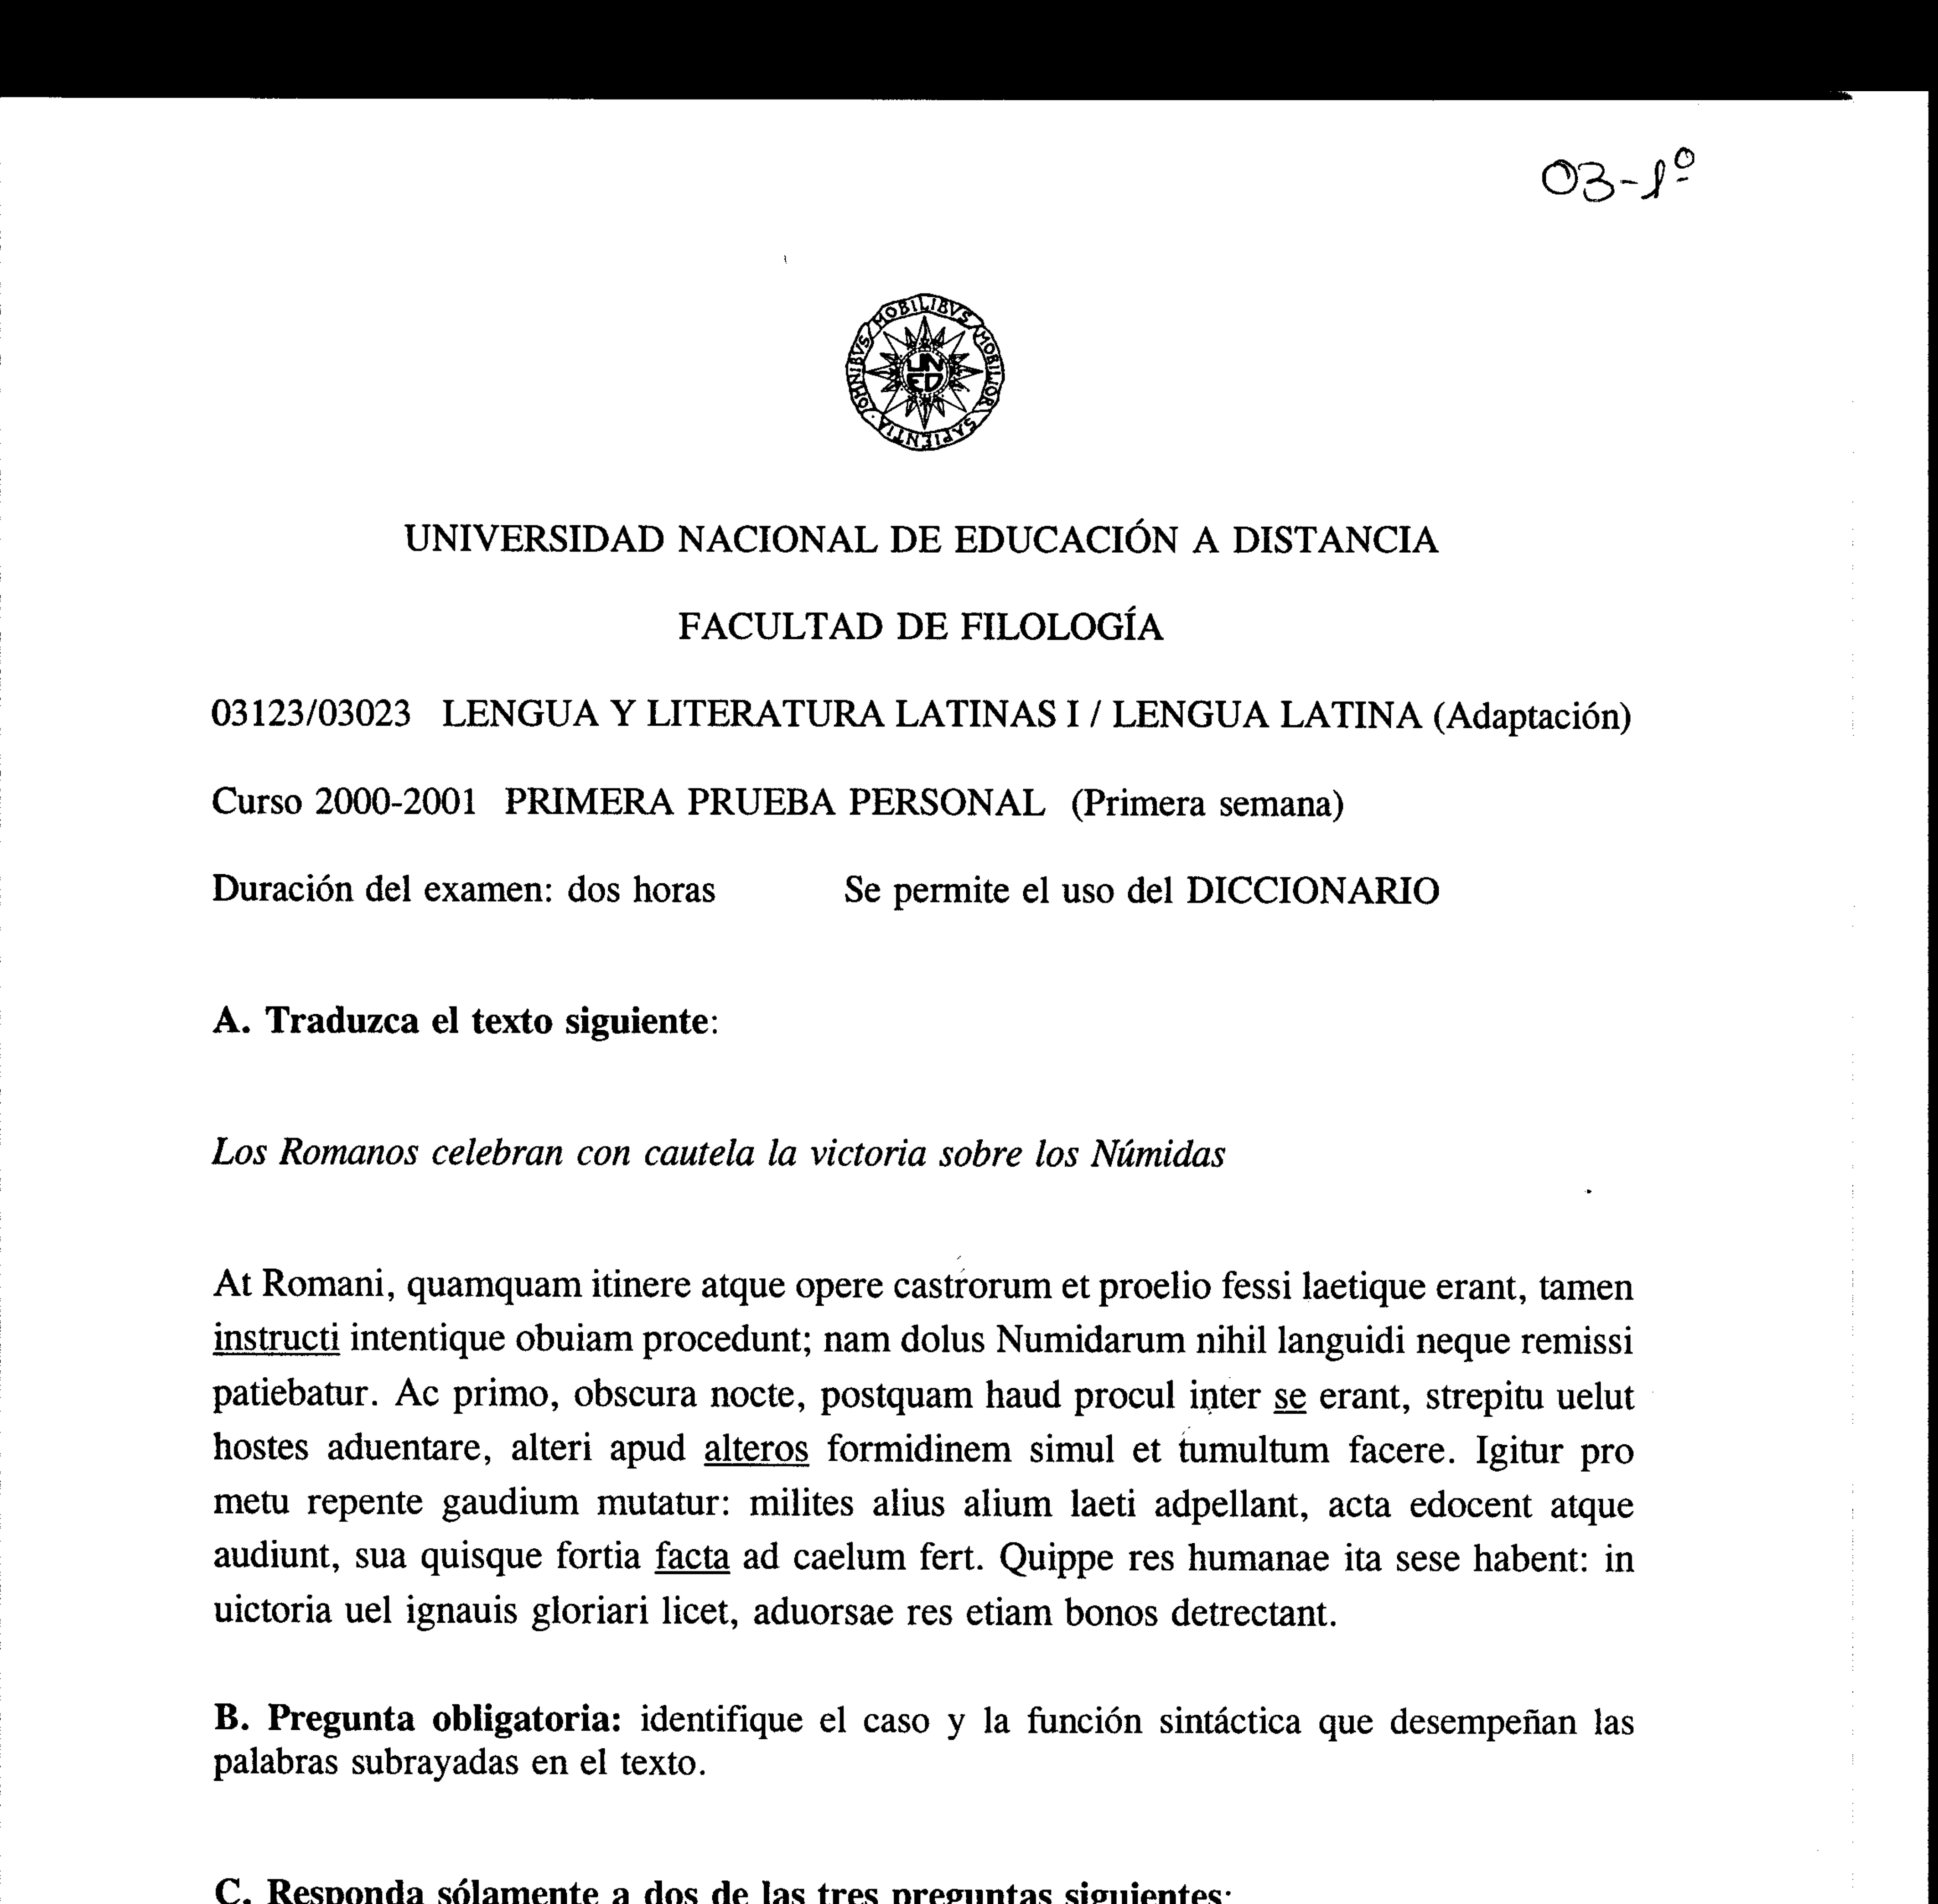 03-1º
OMNIBVS MOBILIBVS MOBILIOR SAPIENTIA
UN
ED
UNIVERSIDAD NACIONAL DE EDUCACIÓN A DISTANCIA
FACULTAD DE FILOLOGÍA
03123/03023 LENGUA Y LITERATURA LATINAS I / LENGUA LATINA (Adaptación)
Curso 2000-2001 PRIMERA PRUEBA PERSONAL (Primera semana)
Duración del examen: dos horas Se permite el uso del DICCIONARIO
A. Traduzca el texto siguiente:
Los Romanos celebran con cautela la victoria sobre los Númidas
At Romani, quamquam itinere atque opere castrorum et proelio fessi laetique erant, tamen
instructi intentique obuiam procedunt; nam dolus Numidarum nihil languidi neque remissi
patiebatur. Ac primo, obscura nocte, postquam haud procul inter se erant, strepitu uelut
hostes aduentare, alteri apud alteros formidinem simul et tumultum facere. Igitur pro
metu repente gaudium mutatur: milites alius alium laeti adpellant, acta edocent atque
audiunt, sua quisque fortia facta ad caelum fert. Quippe res humanae ita sese habent: in
uictoria uel ignauis gloriari licet, aduorsae res etiam bonos detrectant.
B. Pregunta obligatoria: identifique el caso y la función sintáctica que desempeñan las
palabras subrayadas en el texto.
C. Responda sólamente a dos de las tres preguntas siguientes: